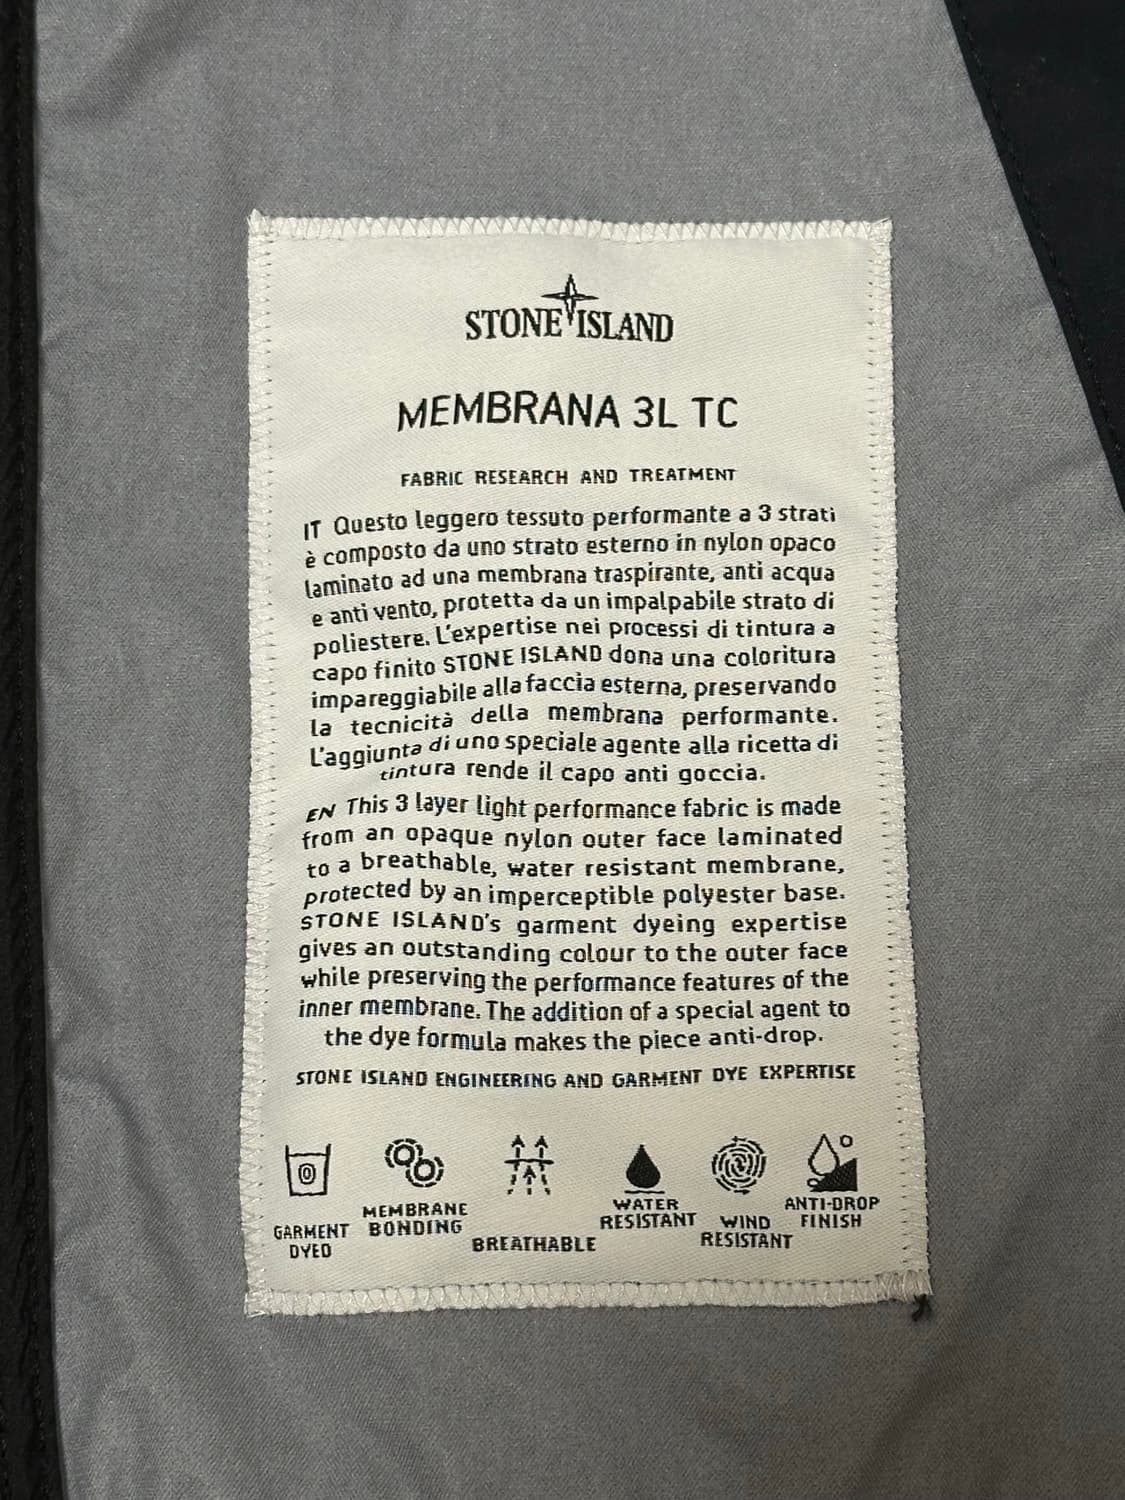 STONE ISLAND
MEMBRANA 3L TC
FABRIC RESEARCH AND TREATMENT
IT Questo leggero tessuto performante a 3 strati
è composto da uno strato esterno in nylon opaco
laminato ad una membrana traspirante, anti acqua
e anti vento, protetta da un impalpabile strato di
poliestere. L'expertise nei processi di tintura a
capo finito STONE ISLAND dona una coloritura
impareggiabile alla faccia esterna, preservando
la tecnicità della membrana performante.
L'aggiunta di uno speciale agente alla ricetta di
tintura rende il capo anti goccia.
EN This 3 layer light performance fabric is made
from an opaque nylon outer face laminated
to a breathable, water resistant membrane,
protected by an imperceptible polyester base.
STONE ISLAND's garment dyeing expertise
gives an outstanding colour to the outer face
while preserving the performance features of the
inner membrane. The addition of a special agent to
the dye formula makes the piece anti-drop.
STONE ISLAND ENGINEERING AND GARMENT DYE EXPERTISE
GARMENT
DYED
MEMBRANE
BONDING
BREATHABLE
WATER
RESISTANT
WIND
RESISTANT
ANTI-DROP
FINISH